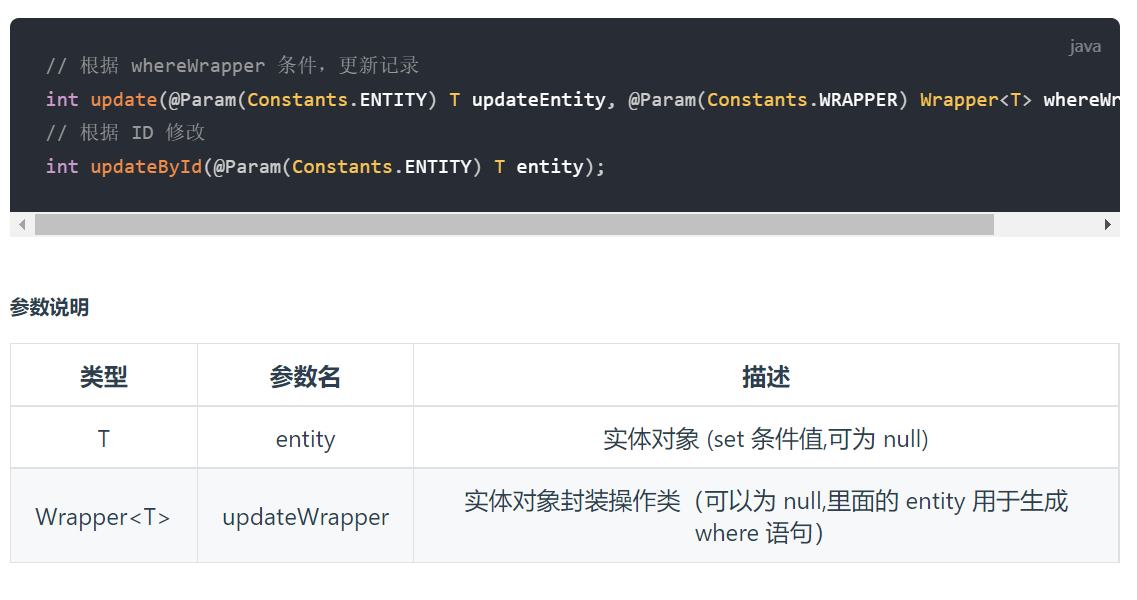 java
// 根据 whereWrapper 条件，更新记录
int update(@Param(Constants.ENTITY) T updateEntity, @Param(Constants.WRAPPER) Wrapper<T> whereWr
// 根据 ID 修改
int updateById(@Param(Constants.ENTITY) T entity);
参数说明
类型 参数名 描述
T entity 实体对象 (set 条件值,可为 null)
Wrapper<T> updateWrapper 实体对象封装操作类（可以为 null,里面的 entity 用于生成
where 语句）